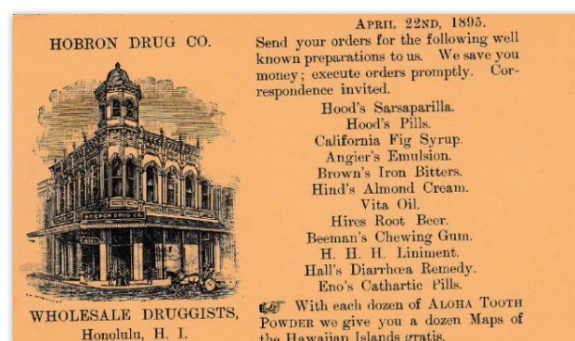 HOBRON DRUG CO.
HOBRON DRUG CO.
WHOLESALE DRUGGISTS,
Honolulu, H. I.
APRIL 22ND, 1895.
Send your orders for the following well
known preparations to us. We save you
money; execute orders promptly. Cor-
respondence invited.
Hood's Sarsaparilla.
Hood's Pills.
California Fig Syrup.
Angier's Emulsion.
Brown's Iron Bitters.
Hind's Almond Cream.
Vita Oil.
Hires Root Beer.
Beeman's Chewing Gum.
H. H. H. Liniment.
Hall's Diarrhœa Remedy.
Eno's Cathartic Pills.
☞ With each dozen of ALOHA TOOTH
POWDER we give you a dozen Maps of
the Hawaiian Islands gratis.